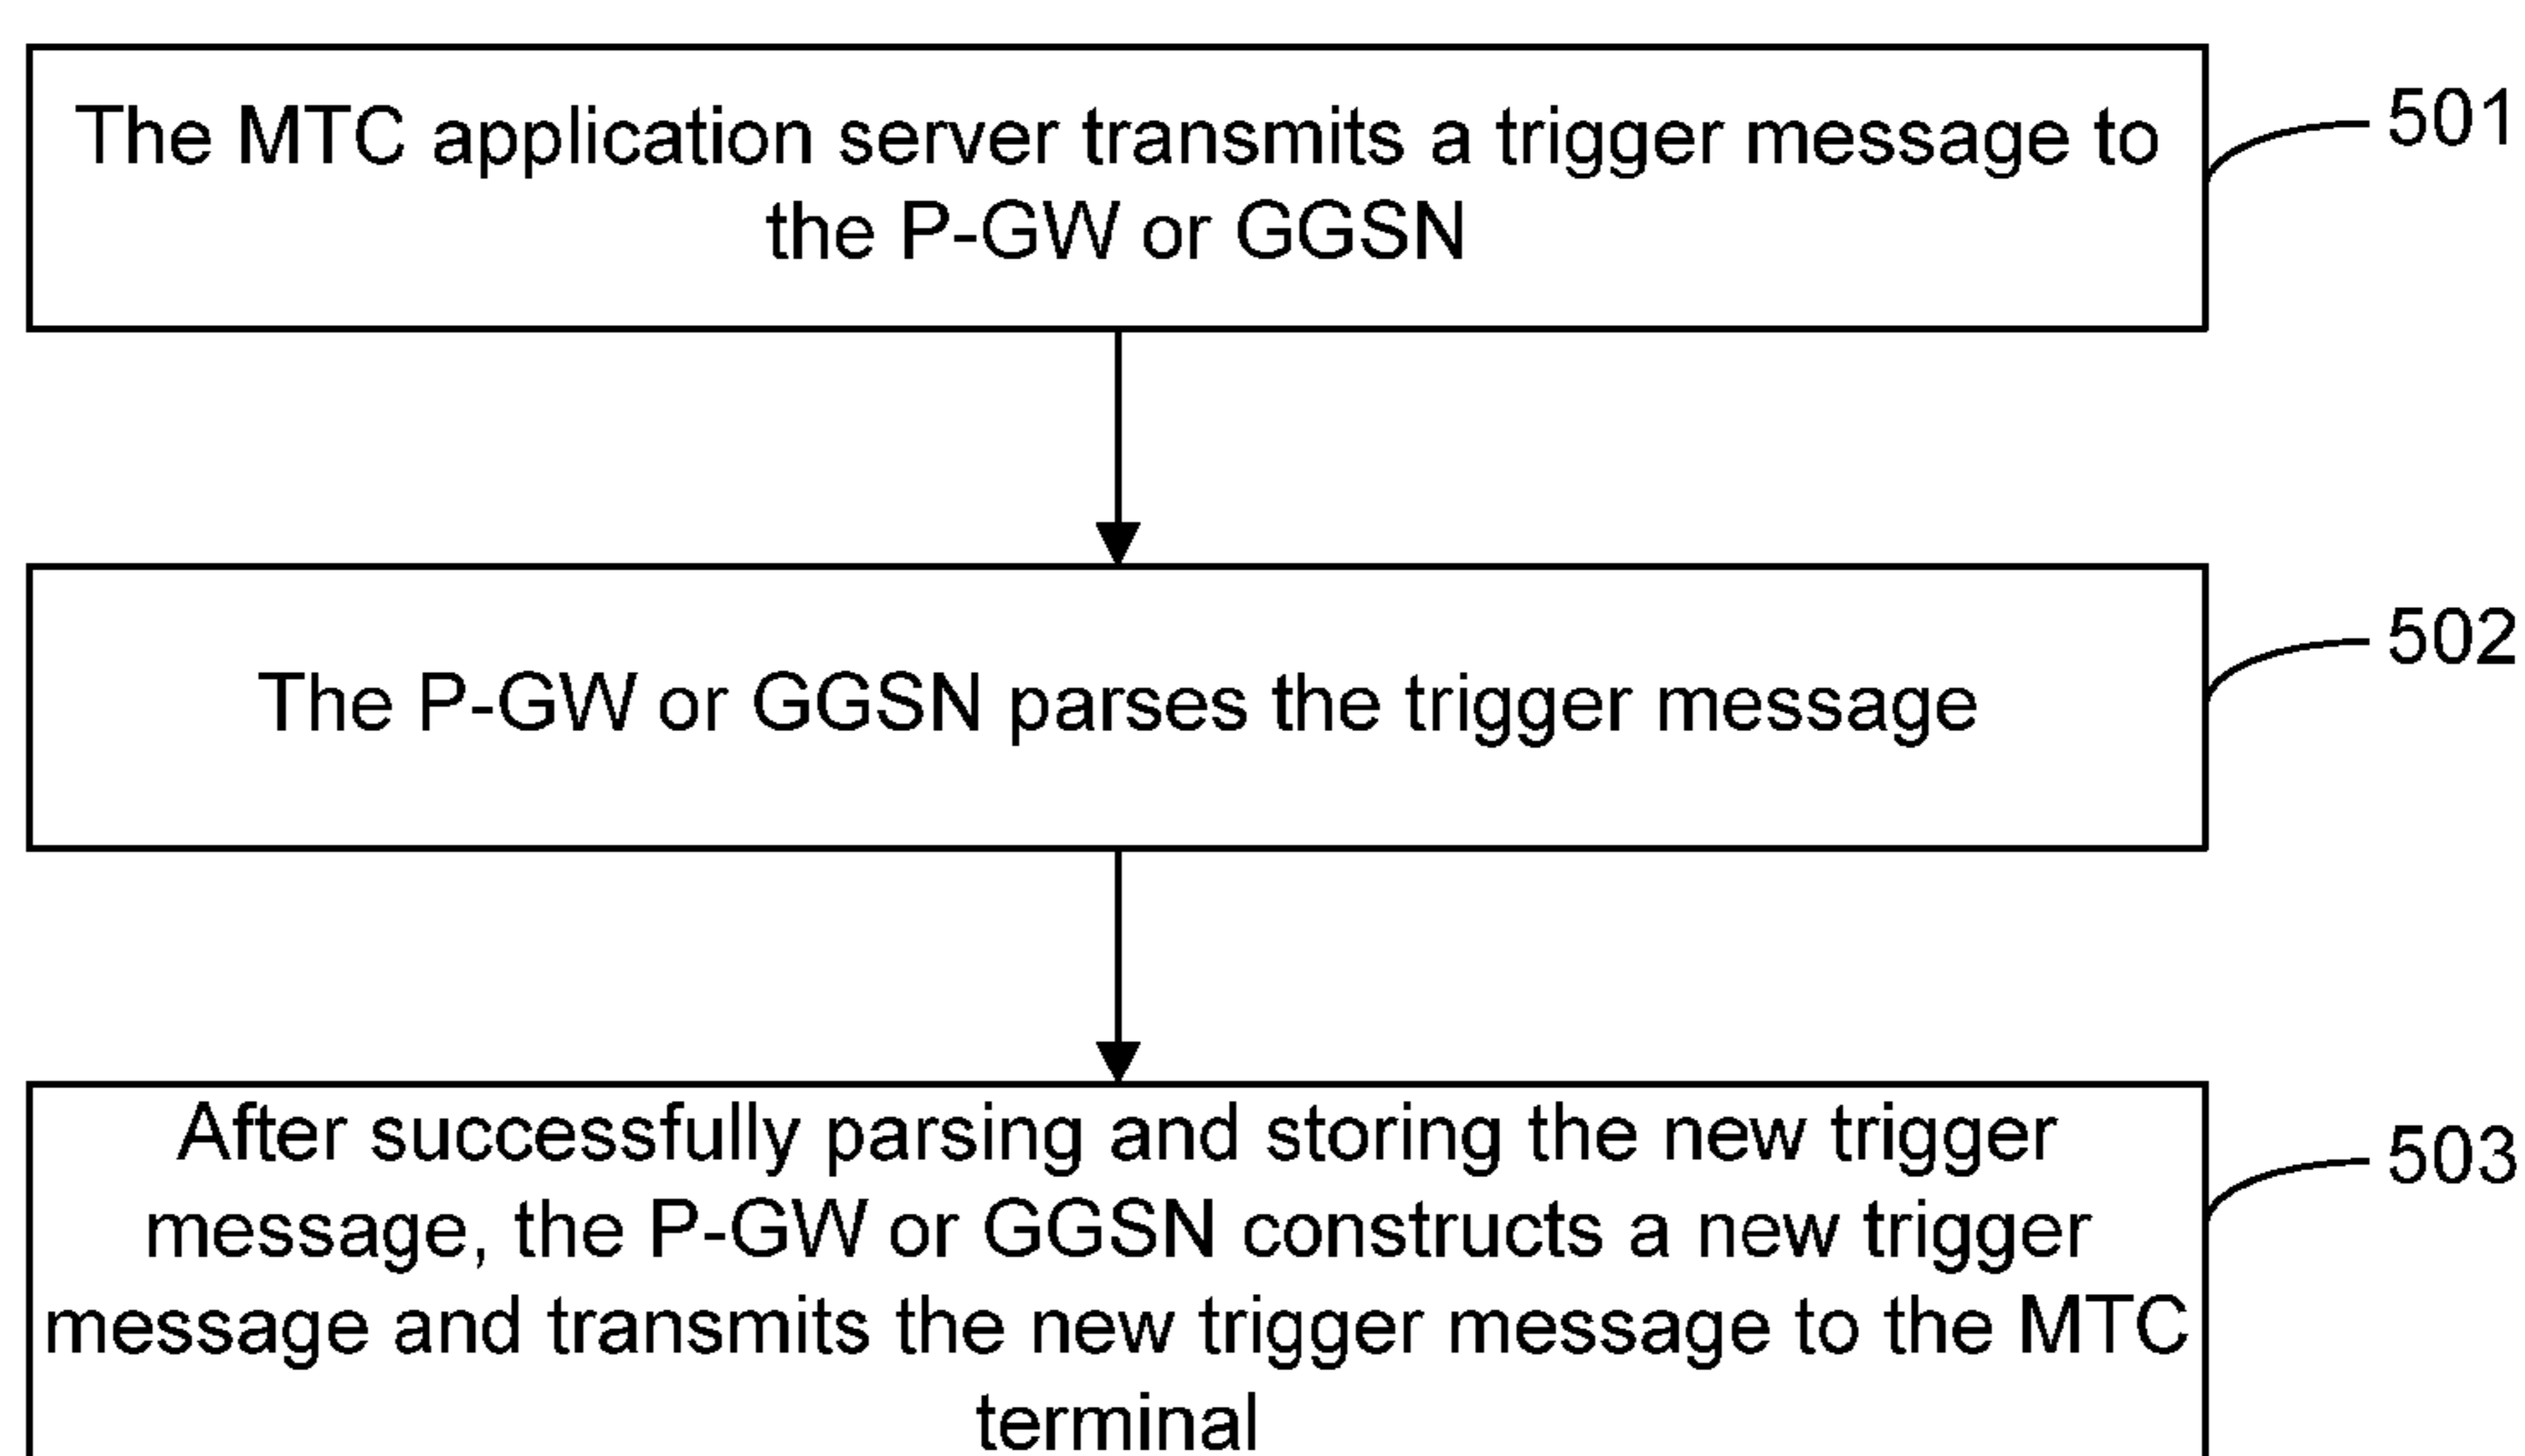 The MTC application server transmits a trigger message to
the P-GW or GGSN
501
The P-GW or GGSN parses the trigger message
502
After successfully parsing and storing the new trigger
message, the P-GW or GGSN constructs a new trigger
message and transmits the new trigger message to the MTC
terminal
503